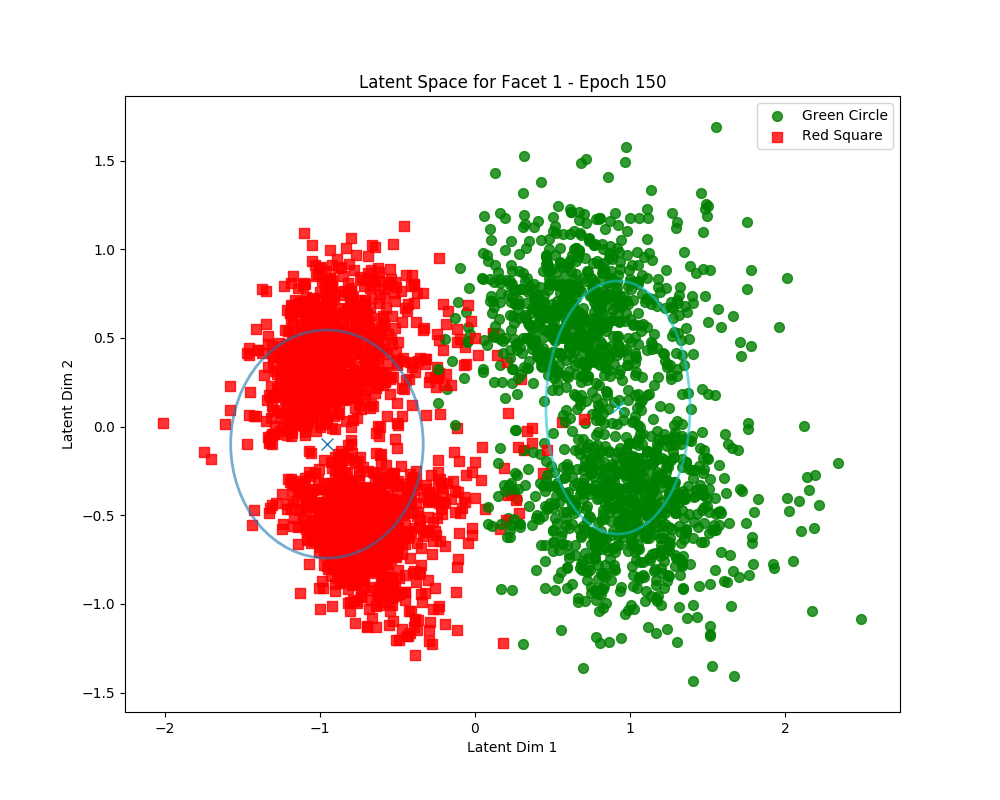 Latent Space for Facet 1 - Epoch 150
Green Circle
Red Square
Latent Dim 2
1.5
1.0
0.5
0.0
−0.5
−1.0
−1.5
−2
−1
0
1
2
Latent Dim 1